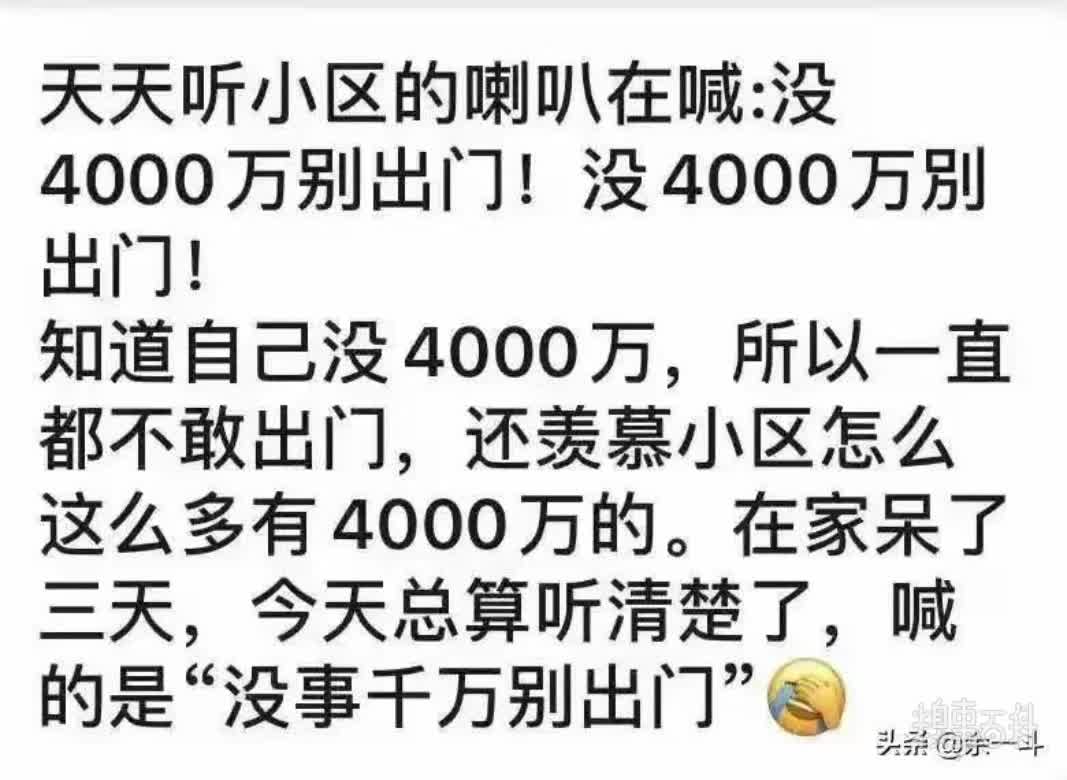 天天听小区的喇叭在喊:没
4000万别出门！没4000万別
出门！
知道自己没4000万，所以一直
都不敢出门，还羡慕小区怎么
这么多有4000万的。在家呆了
三天，今天总算听清楚了，喊
的是“没事千万别出门”🤦
头条 @余一斗